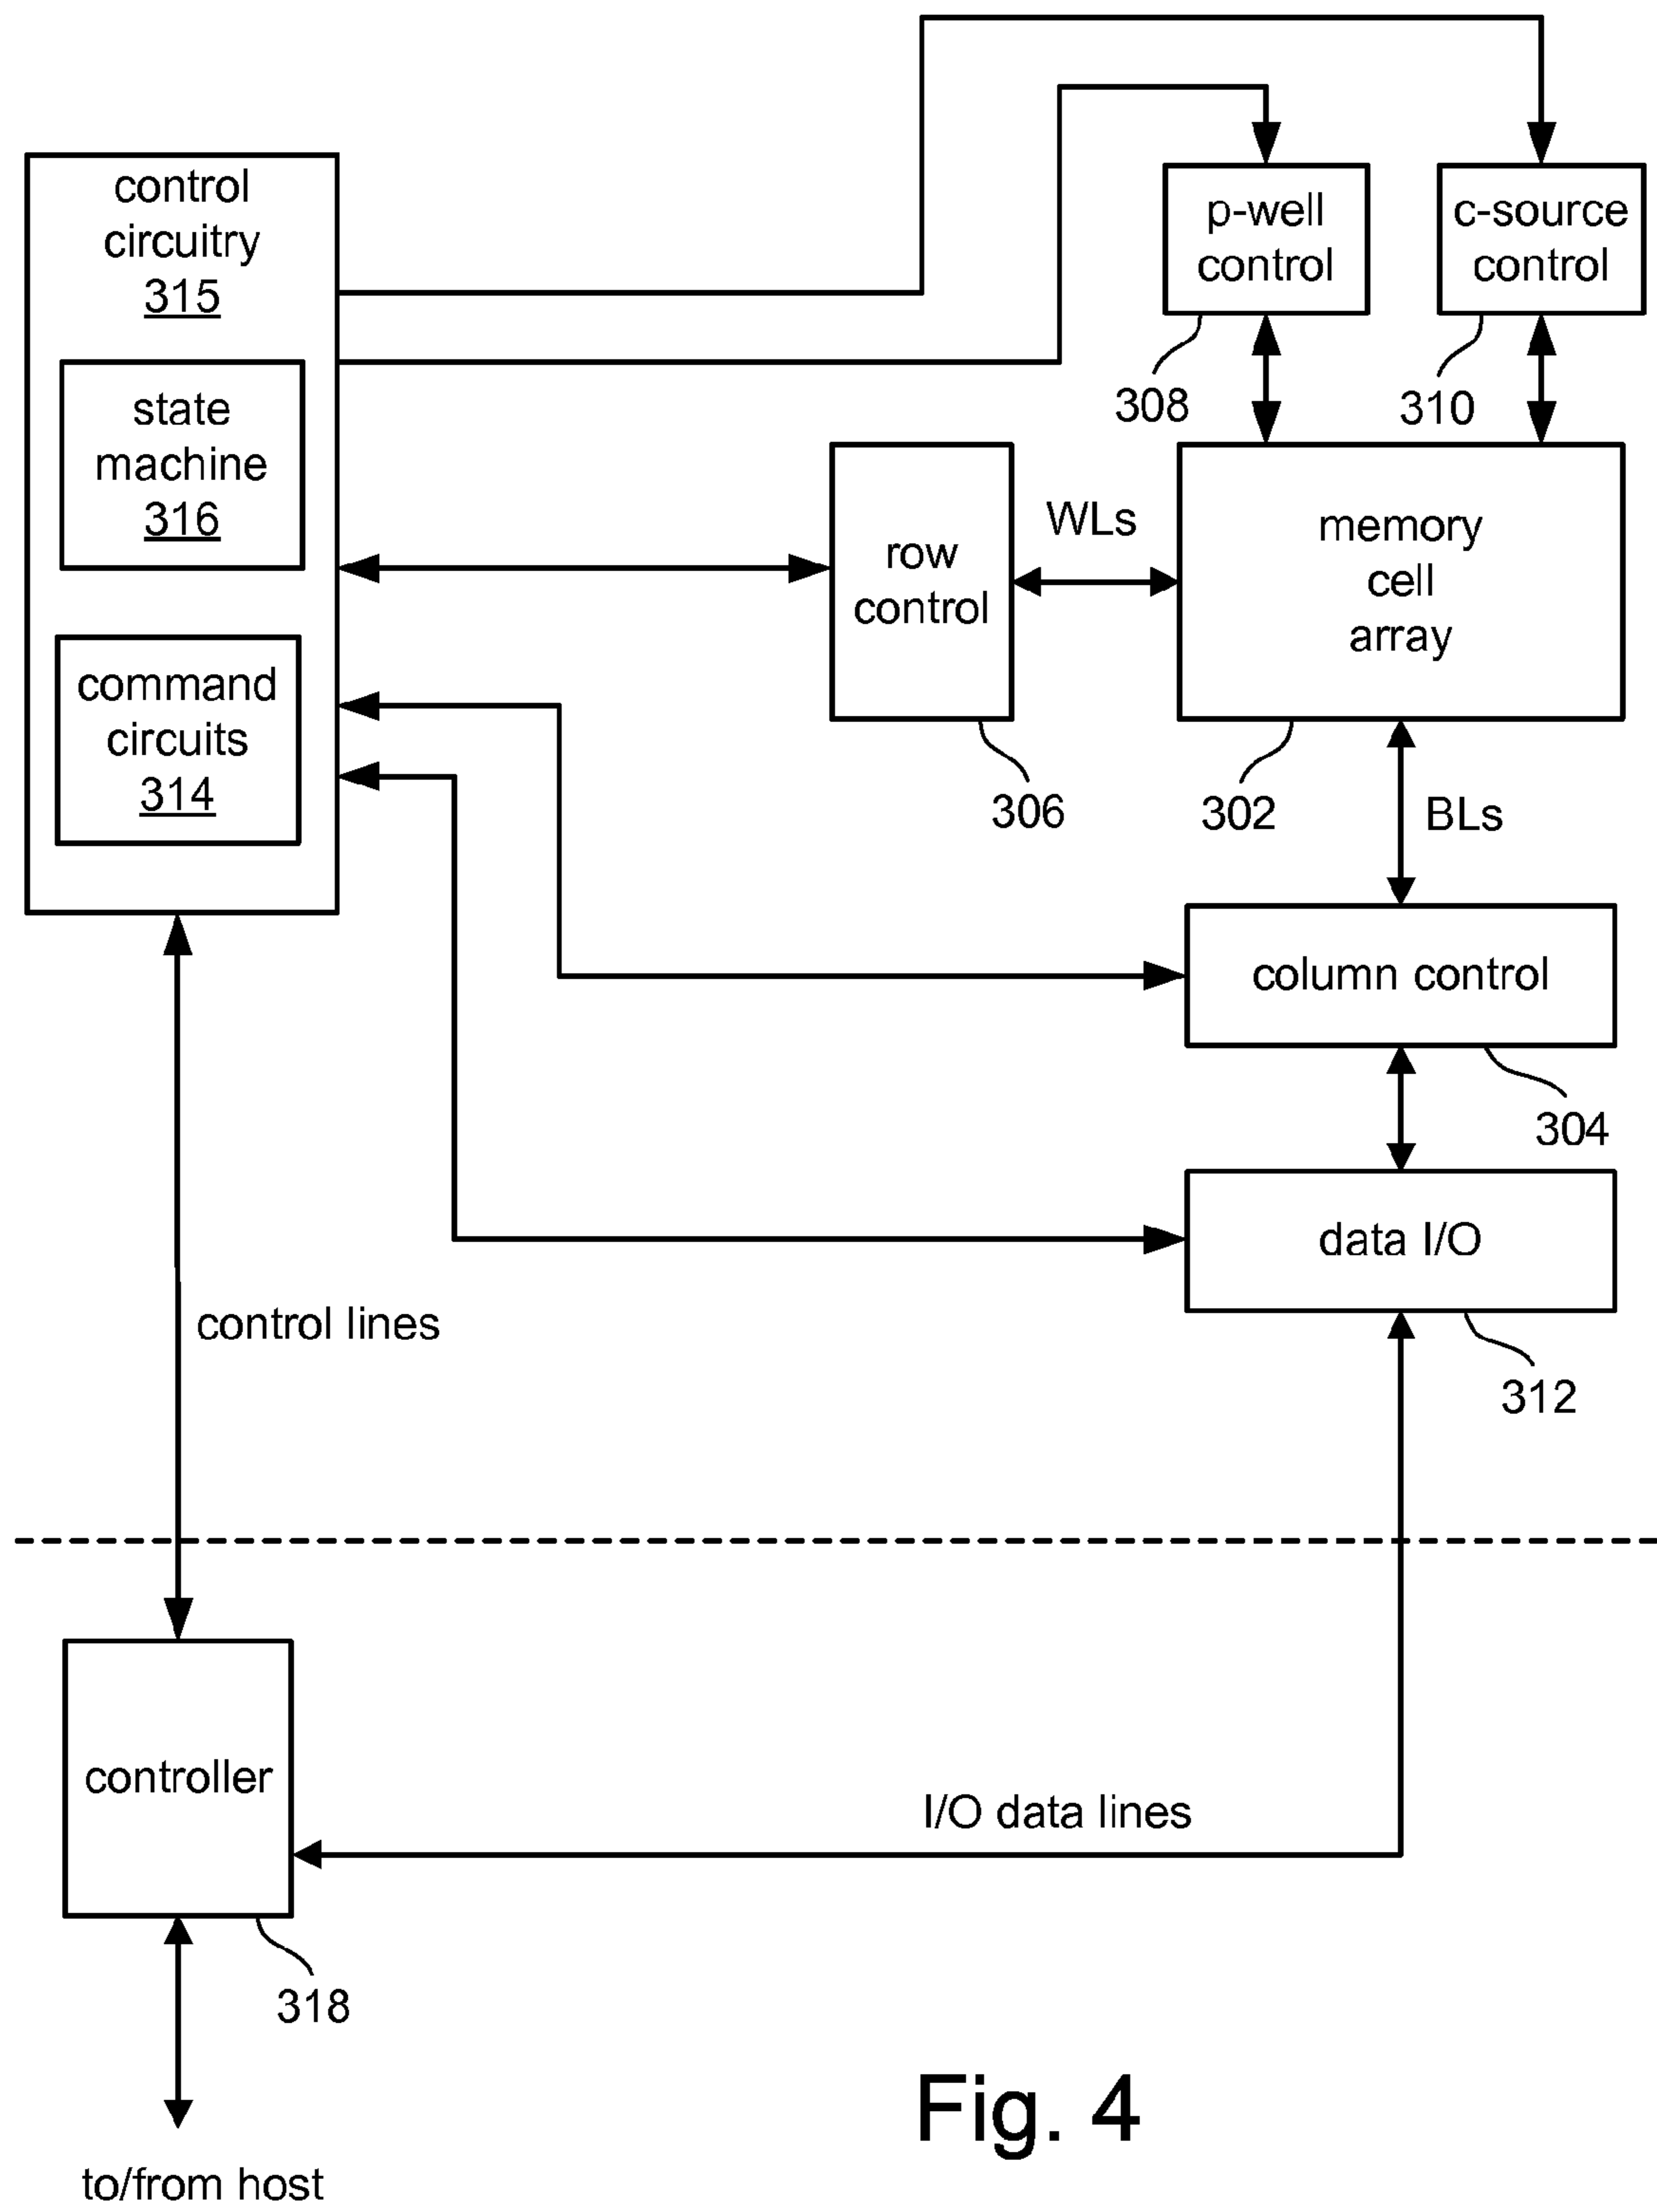 control
circuitry
315
state
machine
316
command
circuits
314
p-well
control
308
c-source
control
310
row
control
306
WLs
memory
cell
array
302
BLs
column control
304
data I/O
312
control lines
controller
318
I/O data lines
to/from host
Fig. 4